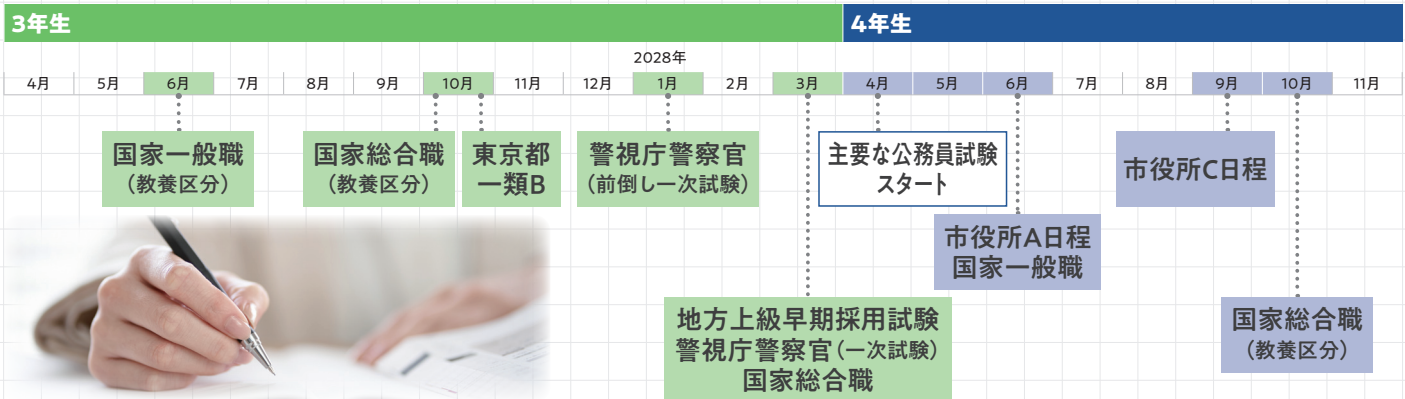 3年生
4年生
2028年
4月 5月 6月 7月 8月 9月 10月 11月 12月 1月 2月 3月 4月 5月 6月 7月 8月 9月 10月 11月
国家一般職
(教養区分)
国家総合職
(教養区分)
東京都
一類B
警視庁警察官
(前倒し一次試験)
主要な公務員試験
スタート
市役所C日程
市役所A日程
国家一般職
地方上級早期採用試験
警視庁警察官(一次試験)
国家総合職
国家総合職
(教養区分)